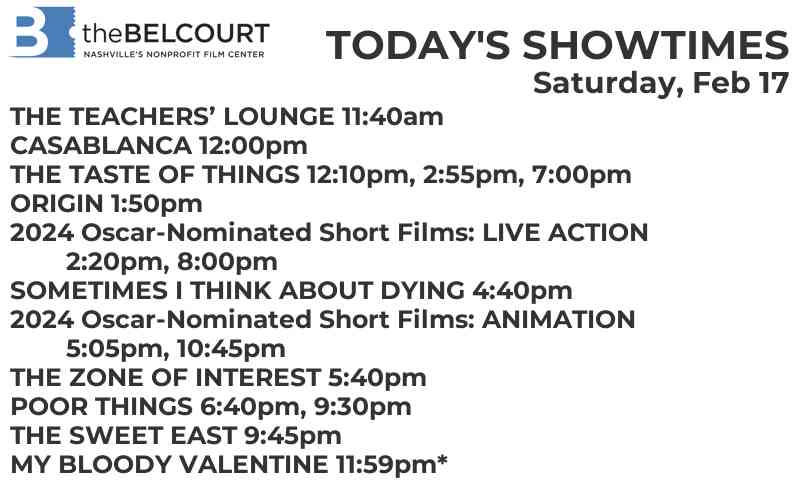 B theBELCOURT
NASHVILLE'S NONPROFIT FILM CENTER
TODAY'S SHOWTIMES
Saturday, Feb 17
THE TEACHERS’ LOUNGE 11:40am
CASABLANCA 12:00pm
THE TASTE OF THINGS 12:10pm, 2:55pm, 7:00pm
ORIGIN 1:50pm
2024 Oscar-Nominated Short Films: LIVE ACTION
2:20pm, 8:00pm
SOMETIMES I THINK ABOUT DYING 4:40pm
2024 Oscar-Nominated Short Films: ANIMATION
5:05pm, 10:45pm
THE ZONE OF INTEREST 5:40pm
POOR THINGS 6:40pm, 9:30pm
THE SWEET EAST 9:45pm
MY BLOODY VALENTINE 11:59pm*